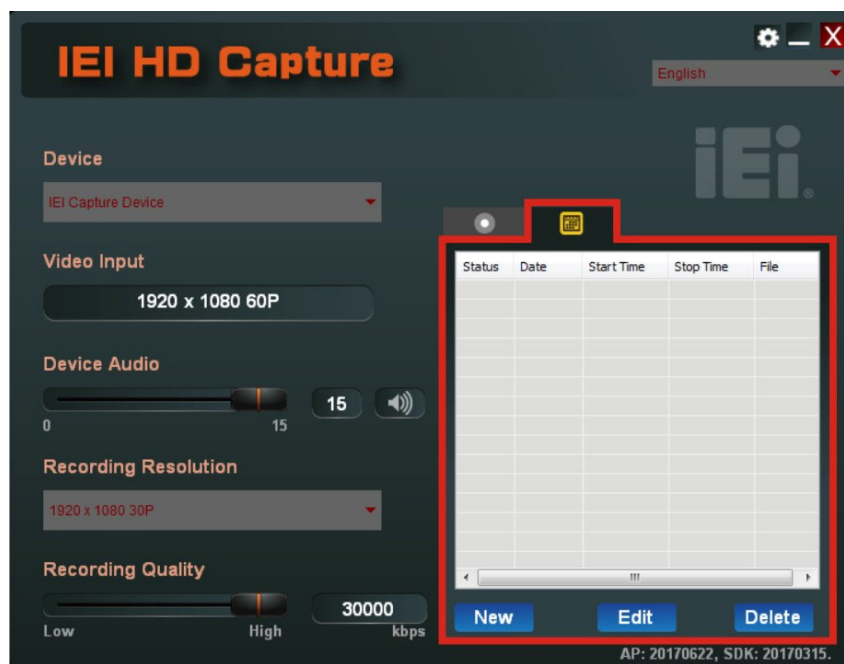 IEI HD Capture
English
iEi®
Device
IEI Capture Device
Video Input
1920 x 1080 60P
Device Audio
15
0
15
Recording Resolution
1920 x 1080 30P
Recording Quality
30000
Low
High
kbps
Status Date Start Time Stop Time File
New Edit Delete
AP: 20170622, SDK: 20170315.